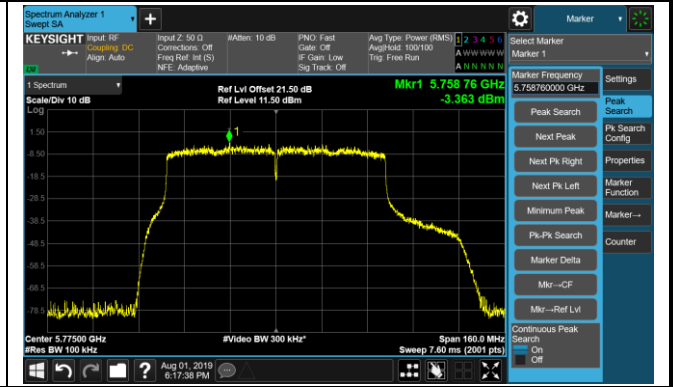 Spectrum Analyzer 1
Swept SA
Marker
KEYSIGHT Input: RF Input Z: 50 Ω #Atten: 10 dB PNO: Fast Avg Type: Power (RMS) 1 2 3 4 5 6
Coupling: DC Corrections: Off Gate: Off Avg|Hold: 100/100 A W W W W W
Align: Auto Freq Ref: Int (S) IF Gain: Low Trig: Free Run
NFE: Adaptive Sig Track: Off A N N N N N
Select Marker
Marker 1
1 Spectrum
Scale/Div 10 dB
Log
Ref Lvl Offset 21.50 dB
Ref Level 11.50 dBm
Mkr1 5.758 76 GHz
-3.363 dBm
Marker Frequency
5.758760000 GHz
Settings
Peak Search
Peak
Search
Next Peak
Pk Search
Config
Next Pk Right
Properties
Next Pk Left
Marker
Function
Minimum Peak
Marker→
Pk-Pk Search
Counter
Marker Delta
Mkr→CF
Mkr→Ref Lvl
Continuous Peak
Search
On
Off
1.50
-8.50
-18.5
-28.5
-38.5
-48.5
-58.5
-68.5
-78.5
1
Center 5.77500 GHz #Video BW 300 kHz* Span 160.0 MHz
#Res BW 100 kHz Sweep 7.60 ms (2001 pts)
Aug 01, 2019
6:17:38 PM